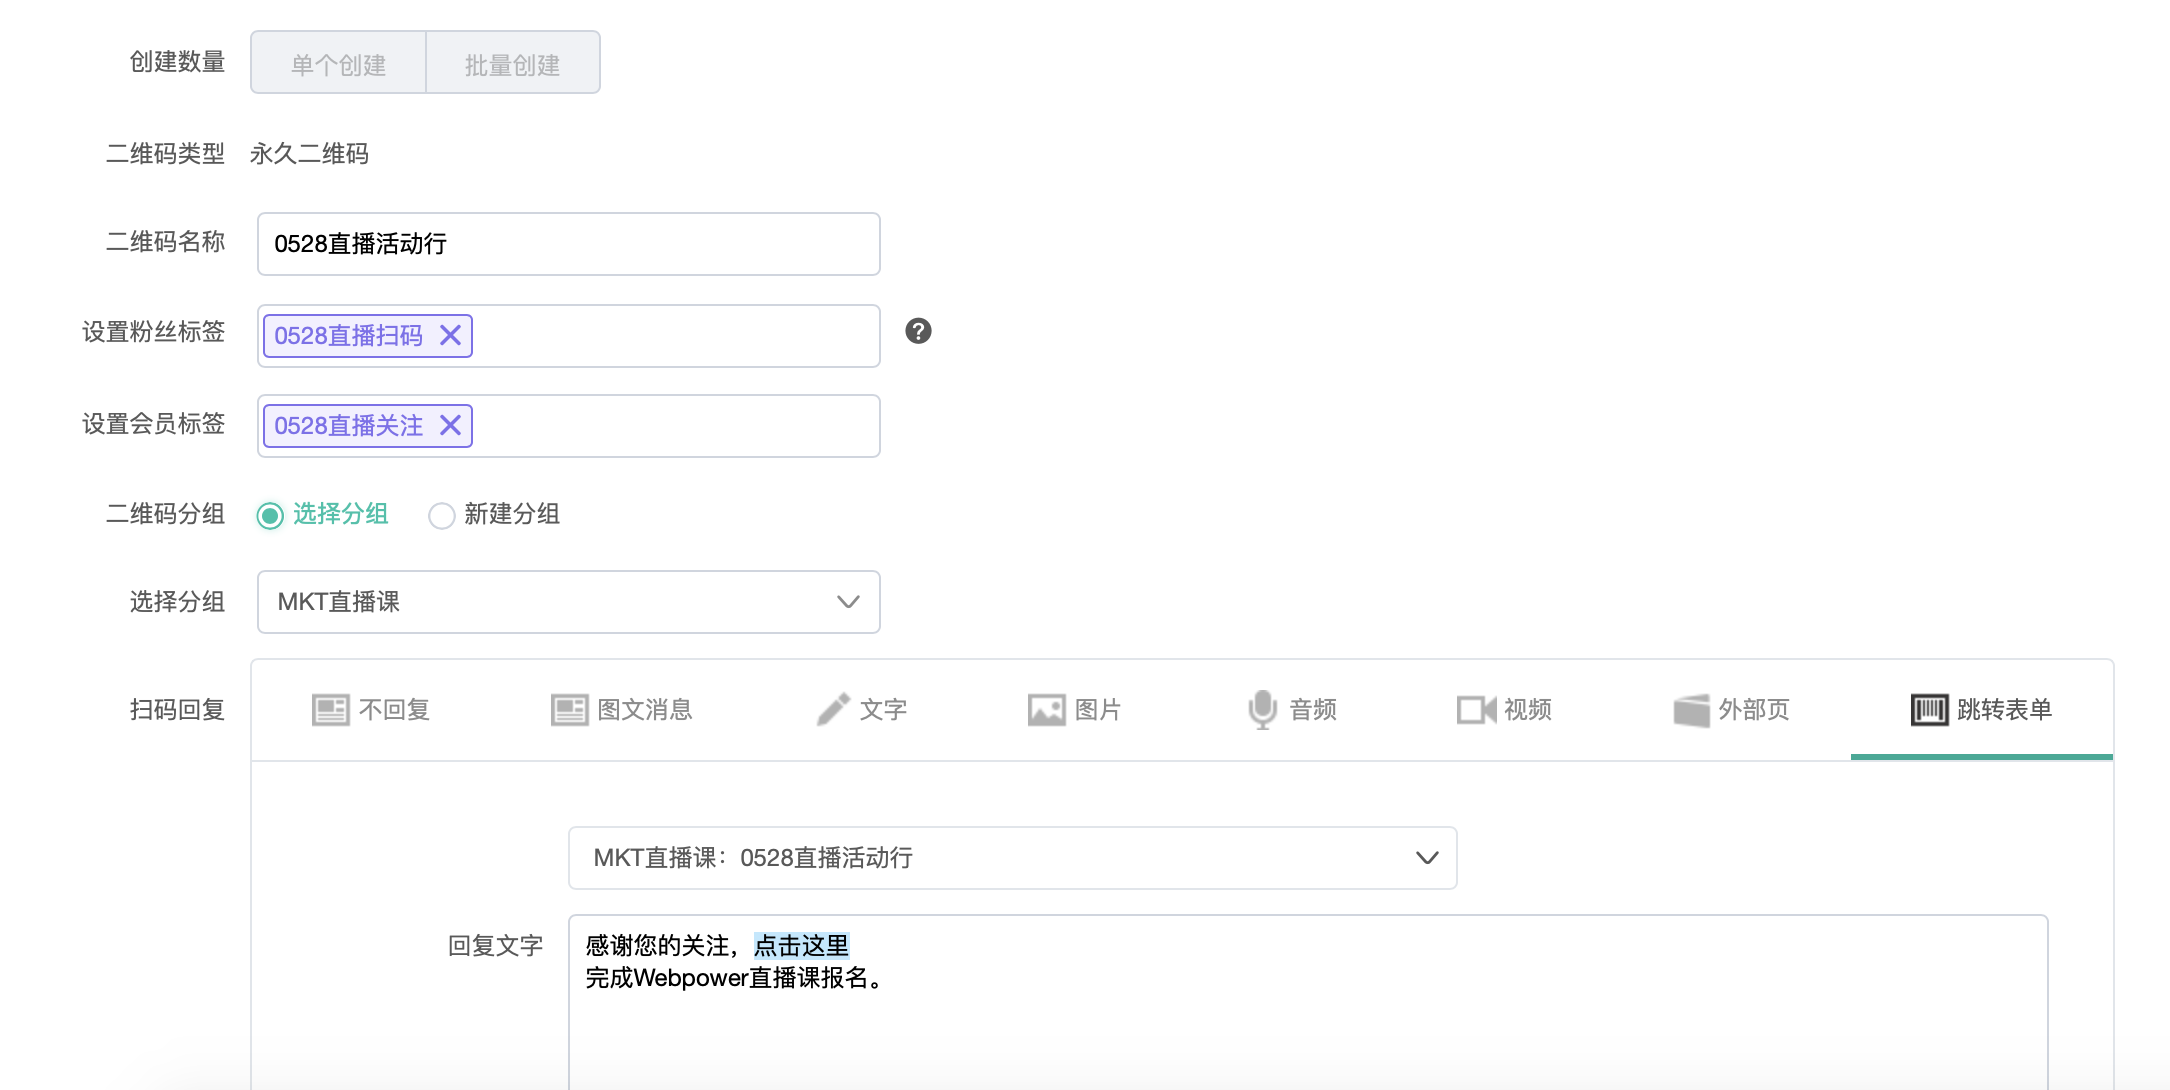 创建数量 单个创建 批量创建
二维码类型 永久二维码
二维码名称 0528直播活动行
设置粉丝标签 0528直播扫码
设置会员标签 0528直播关注
二维码分组 选择分组 新建分组
选择分组 MKT直播课
扫码回复 不回复 图文消息 文字 图片 音频 视频 外部页 跳转表单
MKT直播课：0528直播活动行
回复文字 感谢您的关注，点击这里
完成Webpower直播课报名。